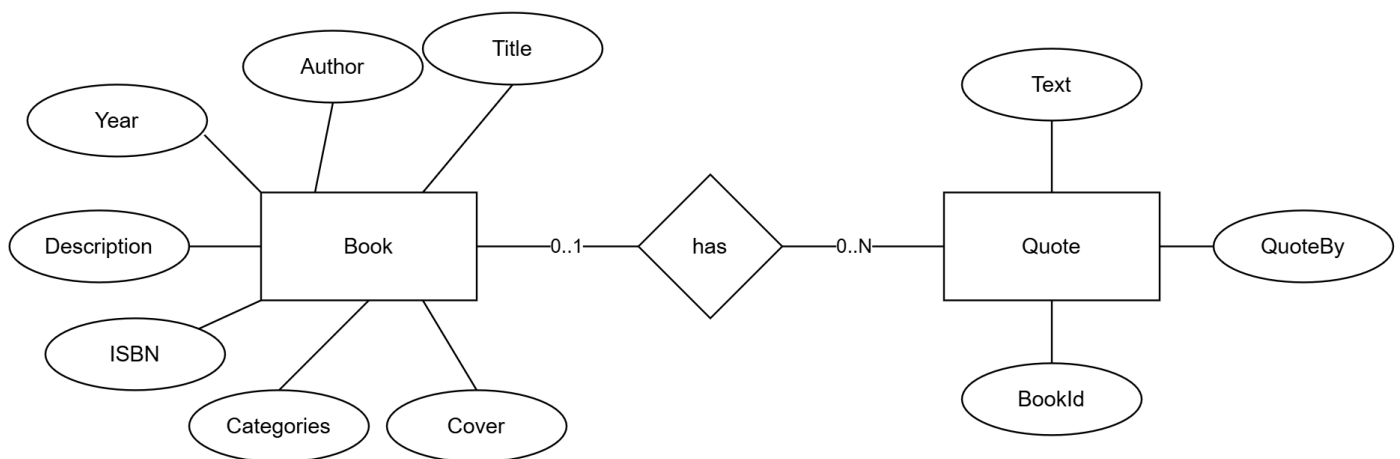 Title
Author
Text
Year
Description
Book
0..1
has
0..N
Quote
QuoteBy
ISBN
BookId
Categories
Cover